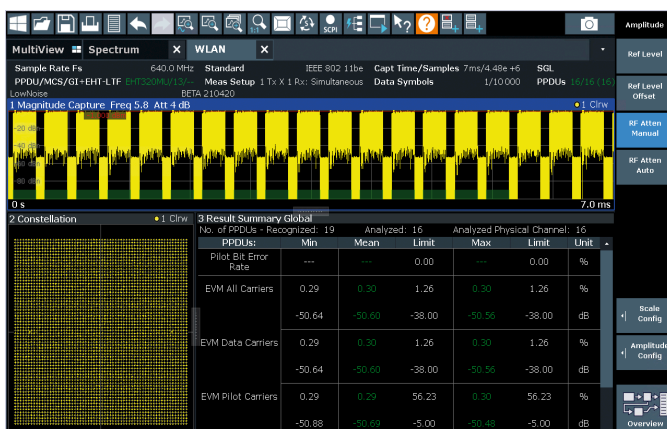 SCPI
Amplitude
MultiView Spectrum X WLAN X
Sample Rate Fs 640.0 MHz Standard IEEE 802 11be Capt Time/Samples 7ms/4.48e+6 SGL
PPDU/MCS/GI+EHT-LTF EHT320MU/13/-- Meas Setup 1 Tx X 1 Rx: Simultaneous Data Symbols 1/10 000 PPDUs 16/16 (16)
LowNoise BETA 210420
1 Magnitude Capture Freq 5.8 Att 4 dB 1 Clrw
-20 dBm
-80 dBm
0 s 7.0 ms
2 Constellation 1 Clrw
3 Result Summary Global
No. of PPDUs - Recognized: 19 Analyzed: 16 Analyzed Physical Channel: 16
PPDUs: Min Mean Limit Max Limit Unit
Pilot Bit Error Rate --- --- 0.00 --- 0.00 %
EVM All Carriers 0.29 0.30 1.26 0.30 1.26 %
-50.64 -50.60 -38.00 -50.56 -38.00 dB
EVM Data Carriers 0.29 0.30 1.26 0.30 1.26 %
-50.64 -50.60 -38.00 -50.56 -38.00 dB
EVM Pilot Carriers 0.29 0.29 56.23 0.30 56.23 %
-50.88 -50.69 -5.00 -50.48 -5.00 dB
Ref Level
Ref Level
Offset
RF Atten
Manual
RF Atten
Auto
Scale
Config
Amplitude
Config
Overview